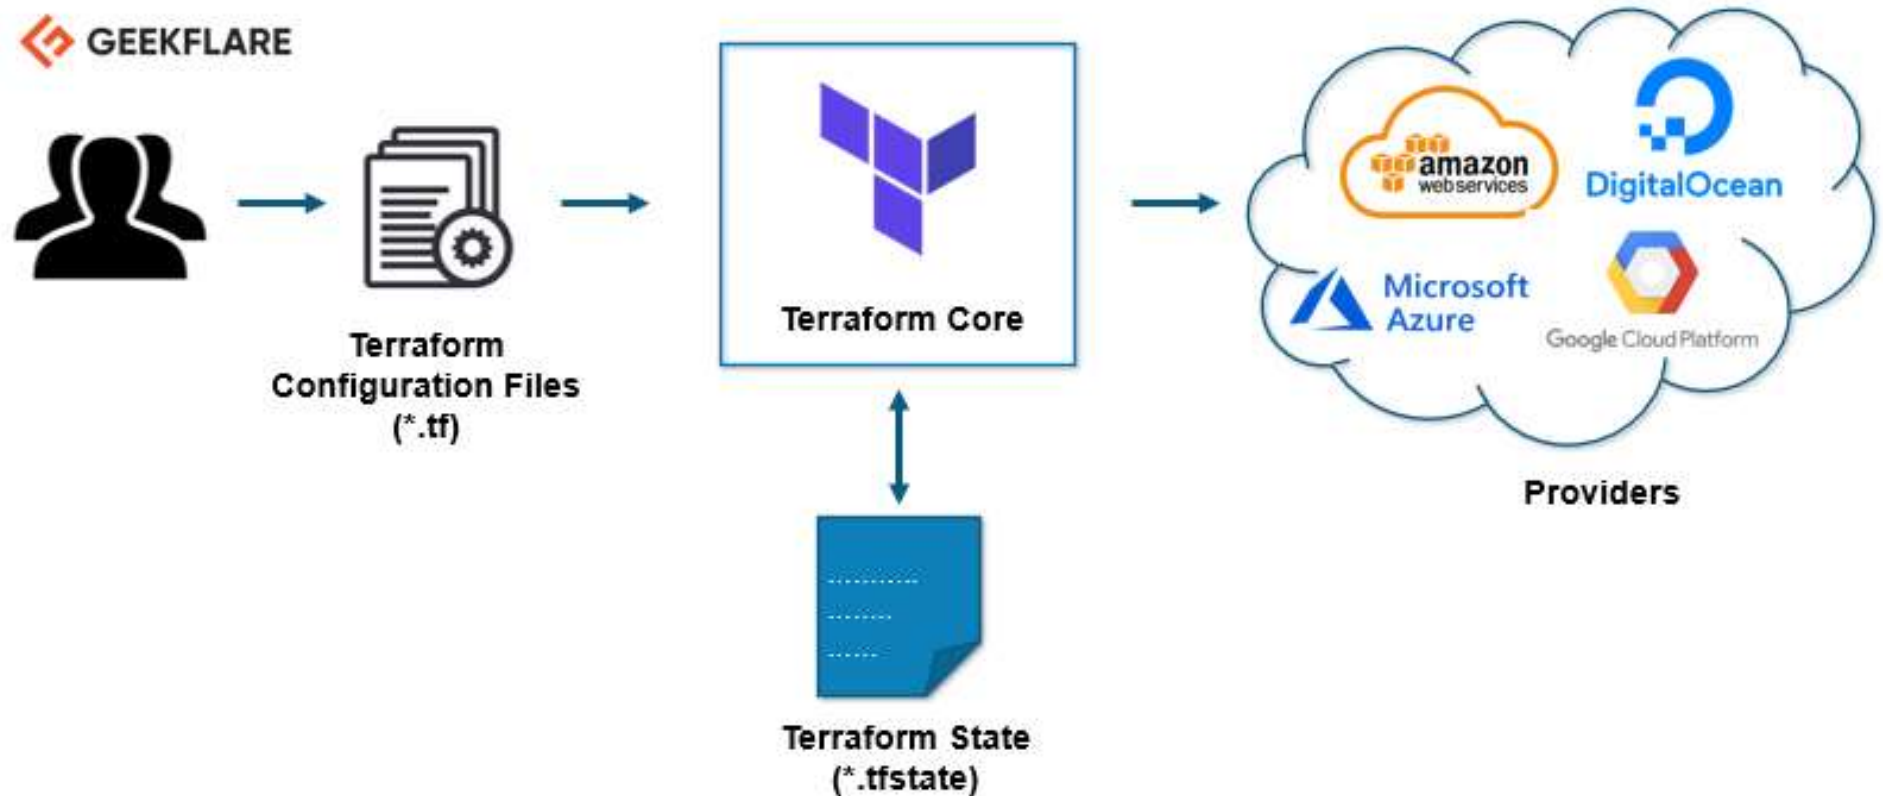 GEEKFLARE
Terraform
Configuration Files
(*.tf)
Terraform Core
Terraform State
(*.tfstate)
amazon
webservices
DigitalOcean
Microsoft
Azure
Google Cloud Platform
Providers